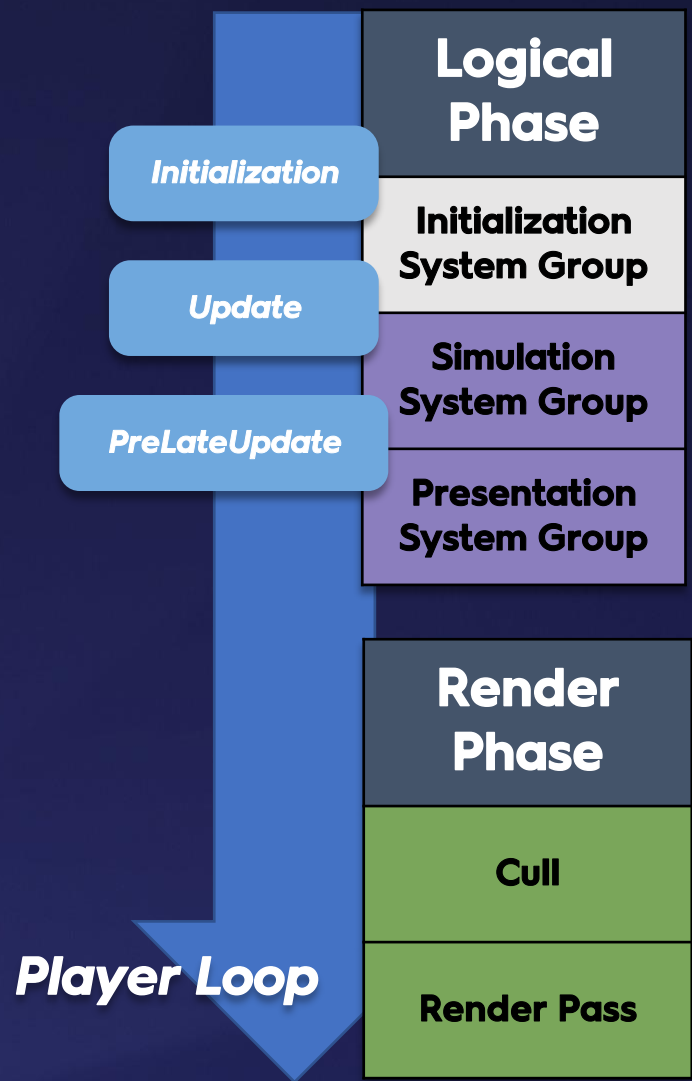 Logical
Phase
Initialization
Initialization
System Group
Update
Simulation
System Group
PreLateUpdate
Presentation
System Group
Render
Phase
Cull
Player Loop
Render Pass